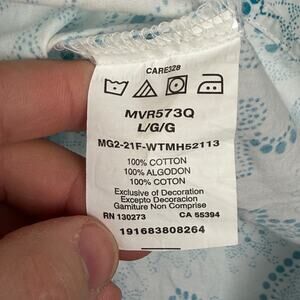 CARE328
MVR573Q
L/G/G
MG2-21F-WTMH52113
100% COTTON
100% ALGODON
100% COTON
Exclusive of Decoration
Excepto Decoracion
Garniture Non Comprise
RN 130273 CA 55394
191683808264